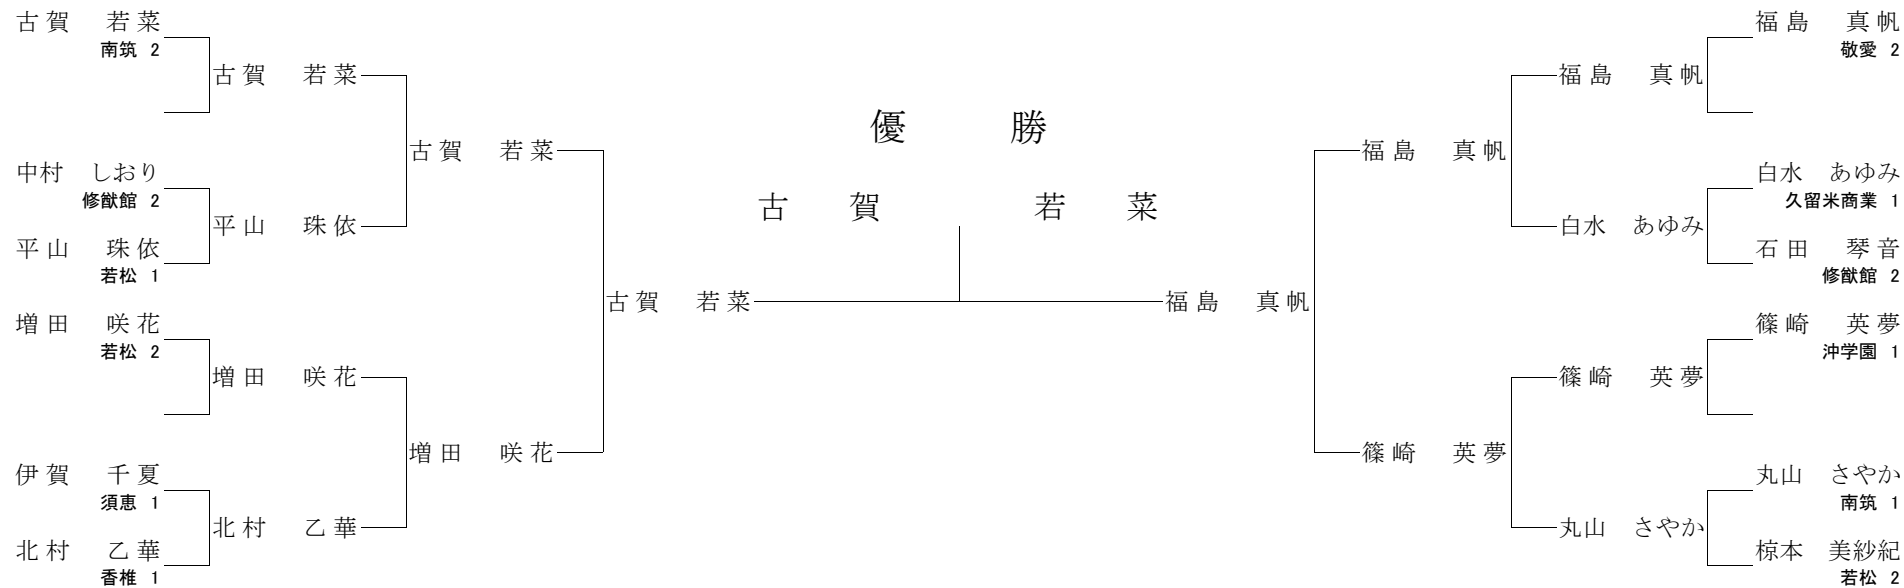 古賀 若菜
南筑 2
中村 しおり
修猷館 2
平山 珠依
若松 1
増田 咲花
若松 2
伊賀 千夏
須恵 1
北村 乙華
香椎 1
古賀 若菜
平山 珠依
増田 咲花
北村 乙華
古賀 若菜
増田 咲花
古賀 若菜
優 勝
古 賀 若 菜
福島 真帆
福島 真帆
篠崎 英夢
福島 真帆
白水 あゆみ
篠崎 英夢
丸山 さやか
福島 真帆
敬愛 2
白水 あゆみ
久留米商業 1
石田 琴音
修猷館 2
篠崎 英夢
沖学園 1
丸山 さやか
南筑 1
椋本 美紗紀
若松 2